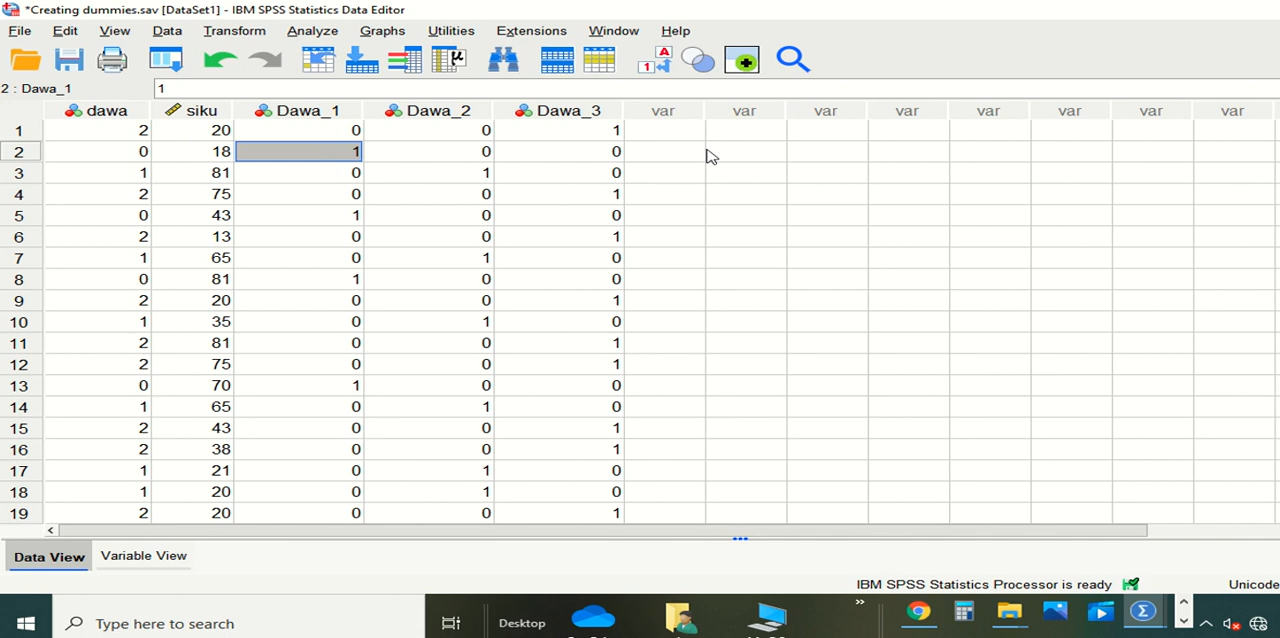 *Creating dummies.sav [DataSet1] - IBM SPSS Statistics Data Editor
File Edit View Data Transform Analyze Graphs Utilities Extensions Window Help
2 : Dawa_1 1
dawa siku Dawa_1 Dawa_2 Dawa_3 var var var var var var var var
1 2 20 0 0 1
2 0 18 1 0 0
3 1 81 0 1 0
4 2 75 0 0 1
5 0 43 1 0 0
6 2 13 0 0 1
7 1 65 0 1 0
8 0 81 1 0 0
9 2 20 0 0 1
10 1 35 0 1 0
11 2 81 0 0 1
12 2 75 0 0 1
13 0 70 1 0 0
14 1 65 0 1 0
15 2 43 0 0 1
16 2 38 0 0 1
17 1 21 0 1 0
18 1 20 0 1 0
19 2 20 0 0 1
Data View Variable View
IBM SPSS Statistics Processor is ready Unicode
Type here to search Desktop